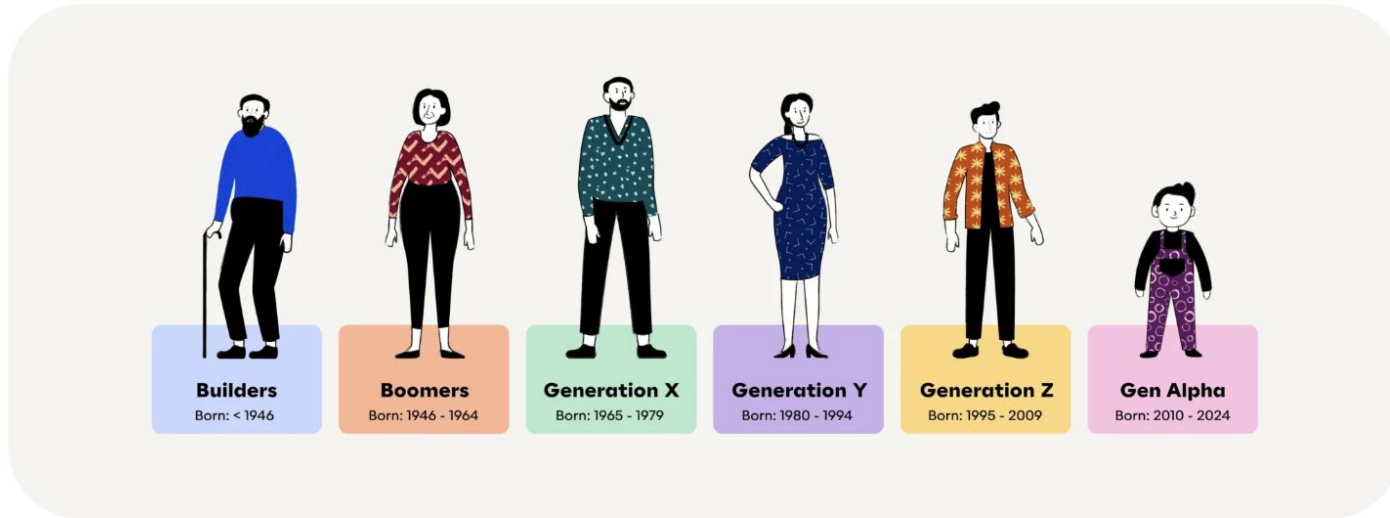 Builders
Born: < 1946
Boomers
Born: 1946 - 1964
Generation X
Born: 1965 - 1979
Generation Y
Born: 1980 - 1994
Generation Z
Born: 1995 - 2009
Gen Alpha
Born: 2010 - 2024